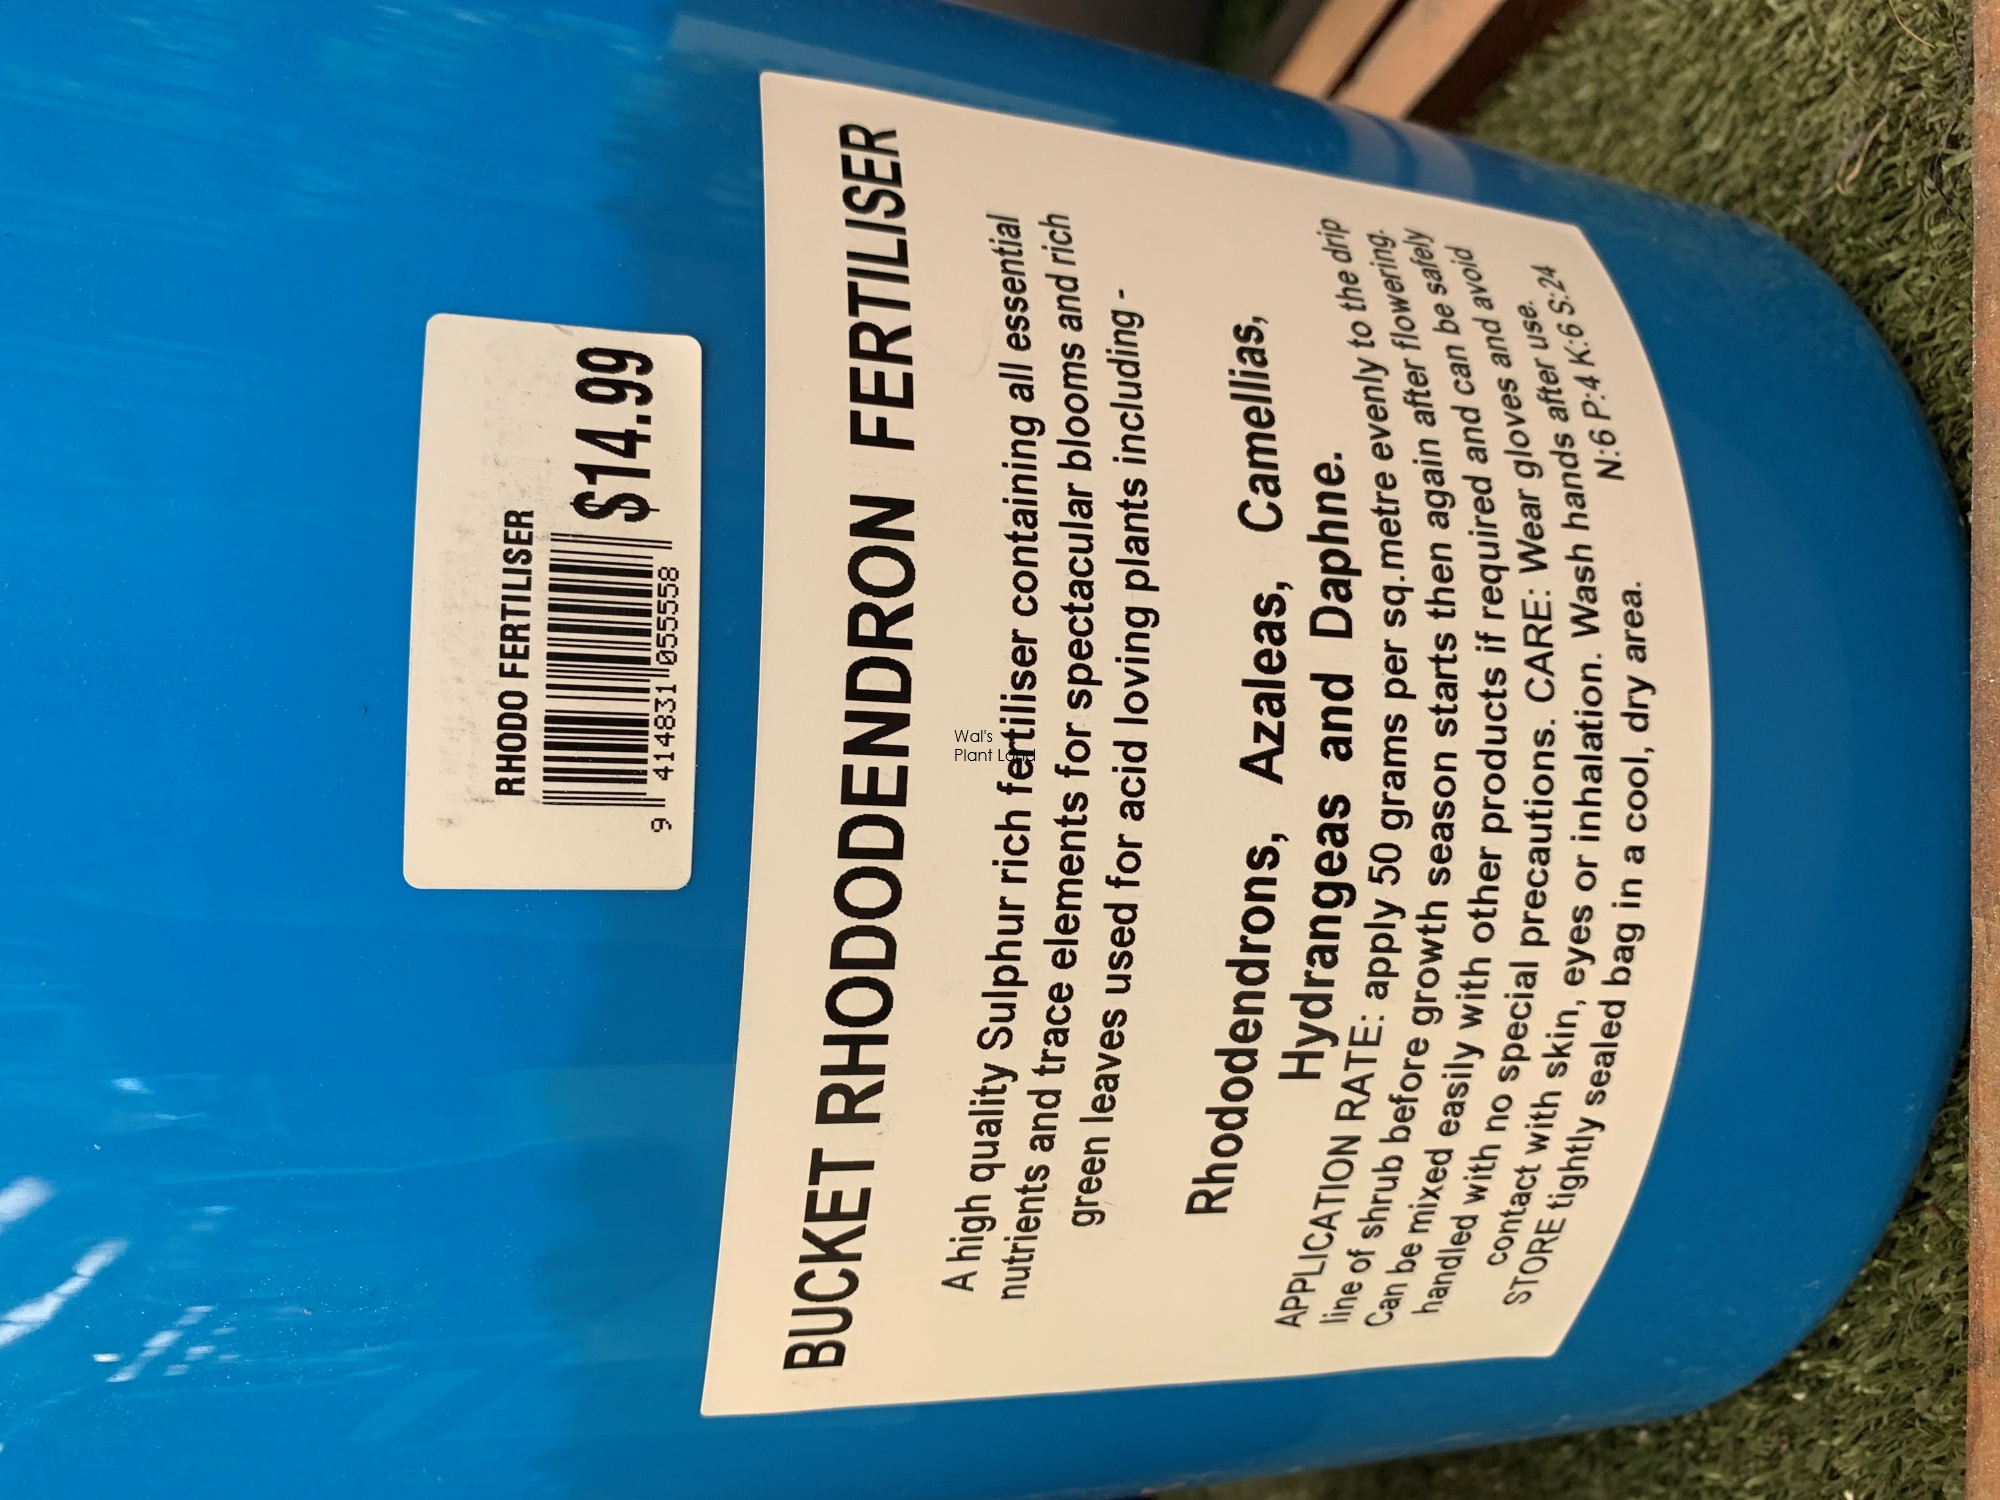 RHODO FERTILISER
$14.99
9 414831 055558
BUCKET RHODODENDRON FERTILISER
A high quality Sulphur rich fertiliser containing all essential
nutrients and trace elements for spectacular blooms and rich
green leaves used for acid loving plants including -
Rhododendrons, Azaleas, Camellias,
Hydrangeas and Daphne.
APPLICATION RATE: apply 50 grams per sq.metre evenly to the drip
line of shrub before growth season starts then again after flowering.
Can be mixed easily with other products if required and can be safely
handled with no special precautions. CARE: Wear gloves and avoid
contact with skin, eyes or inhalation. Wash hands after use.
STORE tightly sealed bag in a cool, dry area. N:6 P:4 K:6 S:24
Wal's
Plant Land